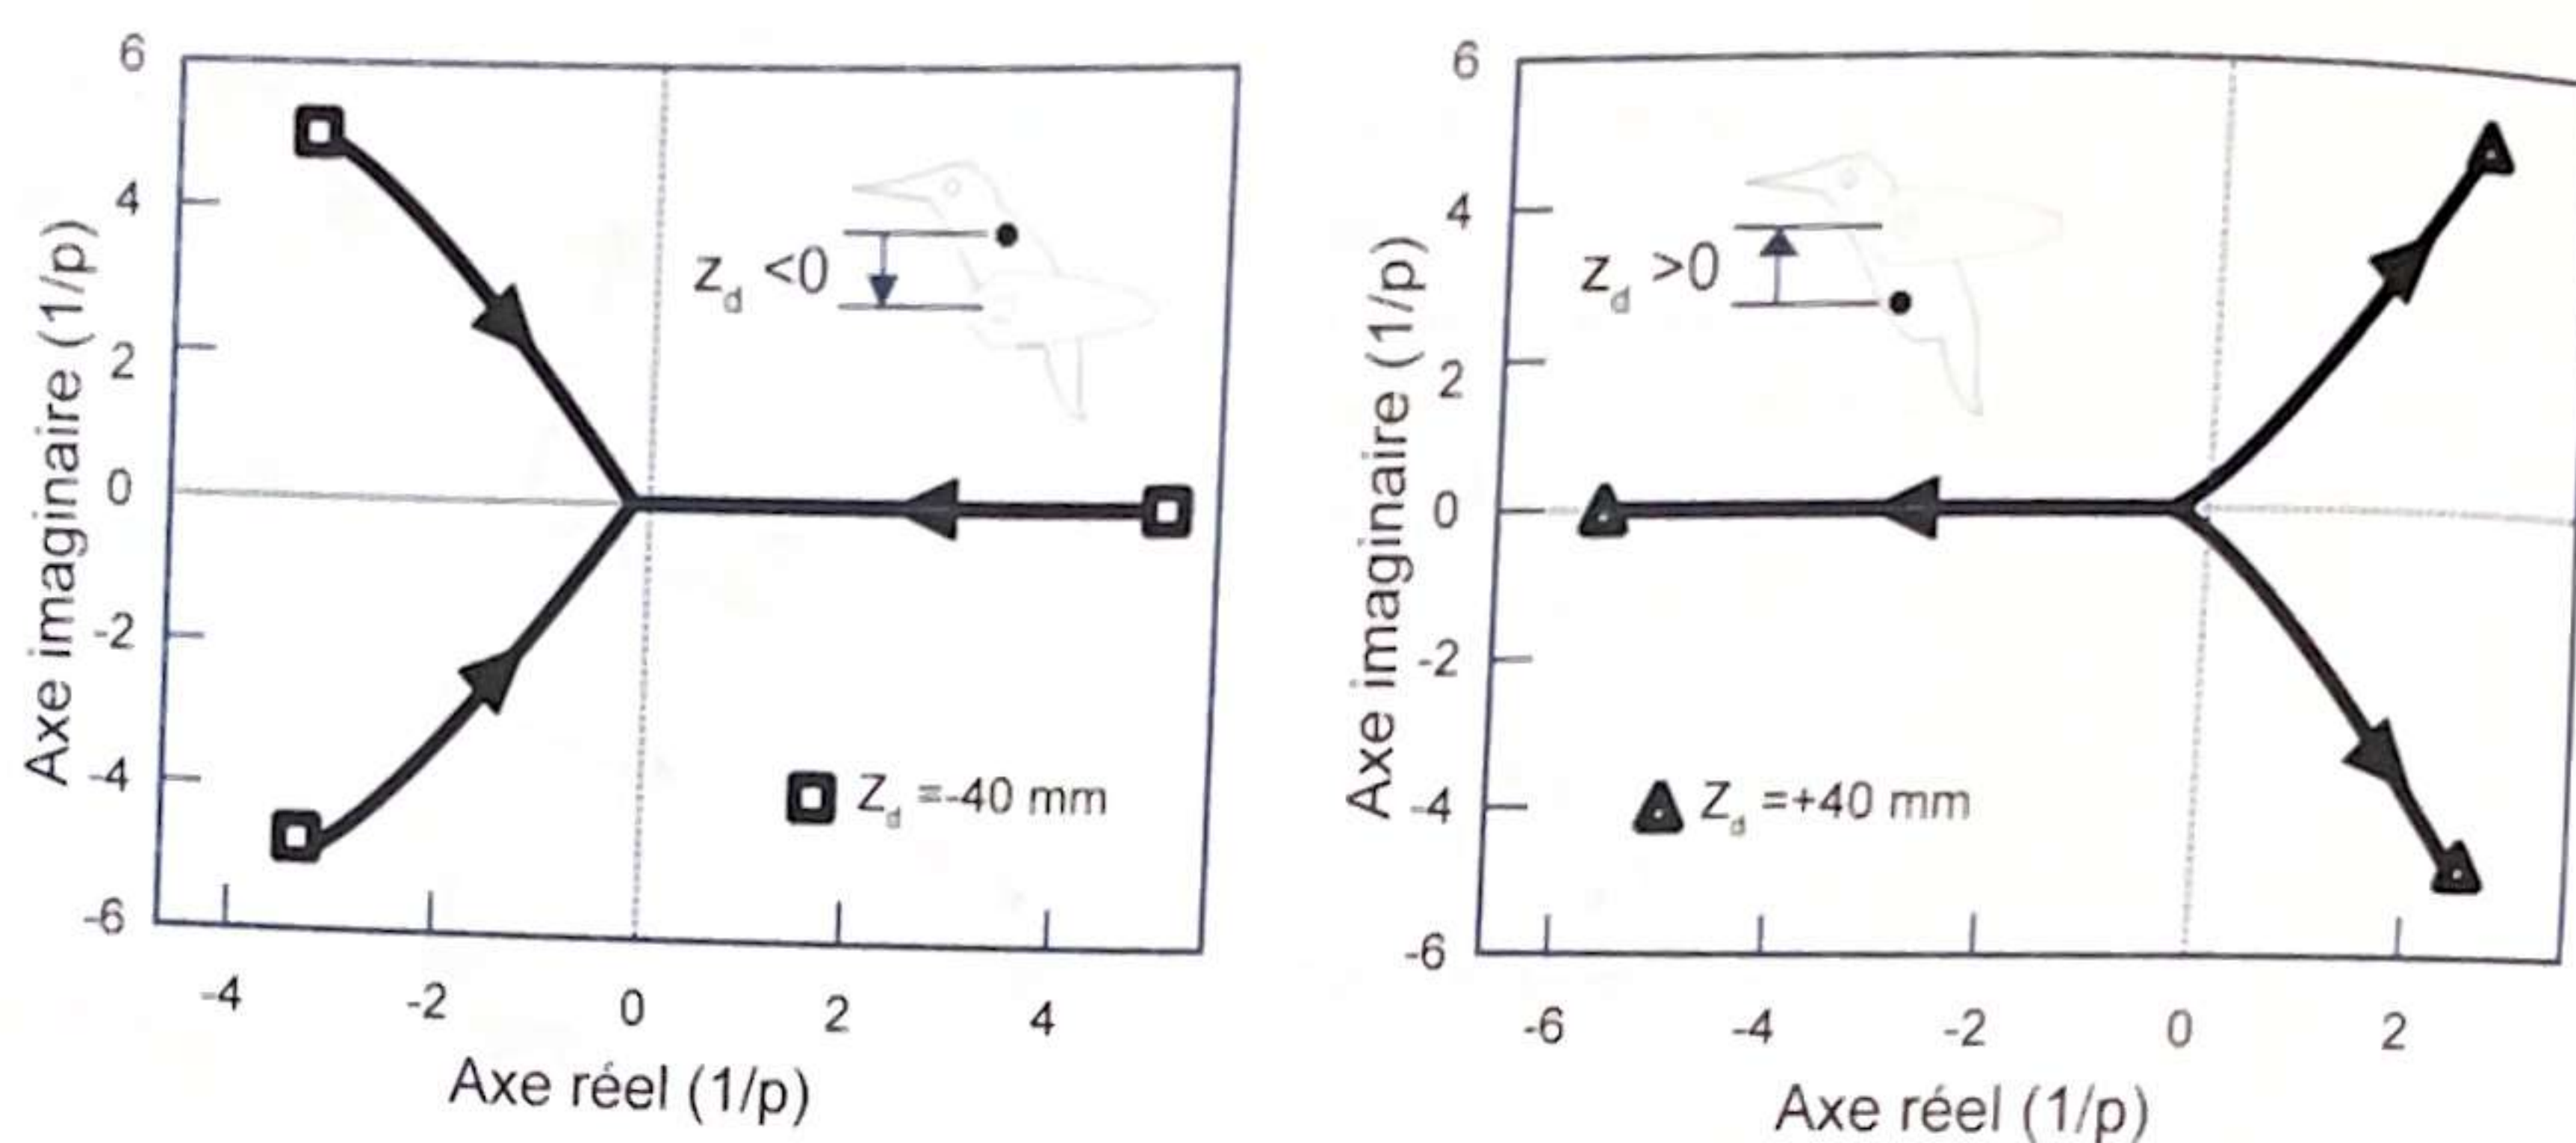 Axe imaginaire (1/p)
6
4
2
0
-2
-4
-6
z_d <0
Z_d =-40 mm
-4 -2 0 2 4
Axe réel (1/p)
Axe imaginaire (1/p)
6
4
2
0
-2
-4
-6
z_d >0
Z_d =+40 mm
-6 -4 -2 0 2
Axe réel (1/p)